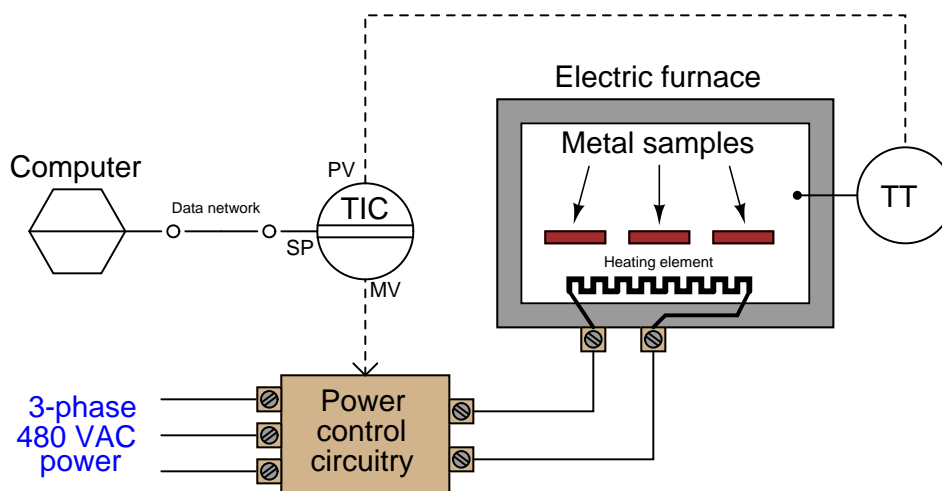 Electric furnace
Metal samples
Computer
PV
TIC
TT
Data network
SP
Heating element
MV
3-phase
480 VAC
power
Power
control
circuitry